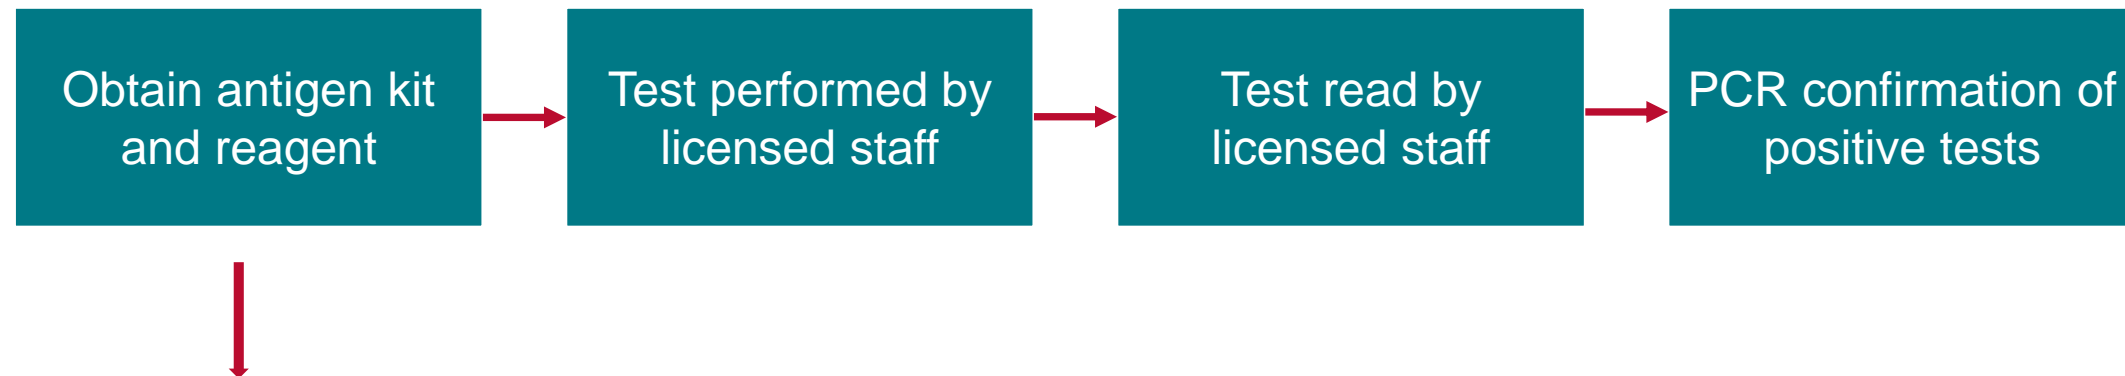 Obtain antigen kit
and reagent
Test performed by
licensed staff
Test read by
licensed staff
PCR confirmation of
positive tests